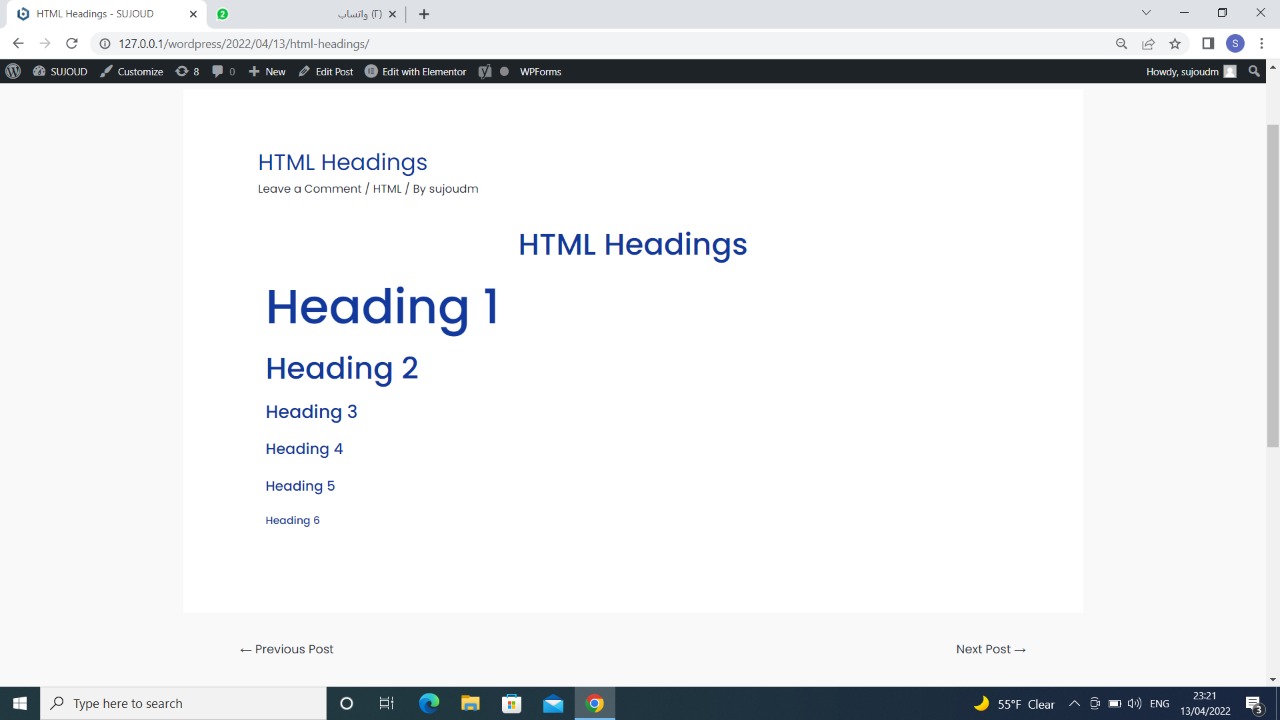 HTML Headings - SUJOUD
2
(٢) واتساب
127.0.0.1/wordpress/2022/04/13/html-headings/
S
SUJOUD
Customize
8
0
New
Edit Post
Edit with Elementor
WPForms
Howdy, sujoudm
HTML Headings
Leave a Comment / HTML / By sujoudm
HTML Headings
Heading 1
Heading 2
Heading 3
Heading 4
Heading 5
Heading 6
← Previous Post
Next Post →
Type here to search
55°F Clear
ENG
23:21
13/04/2022
3